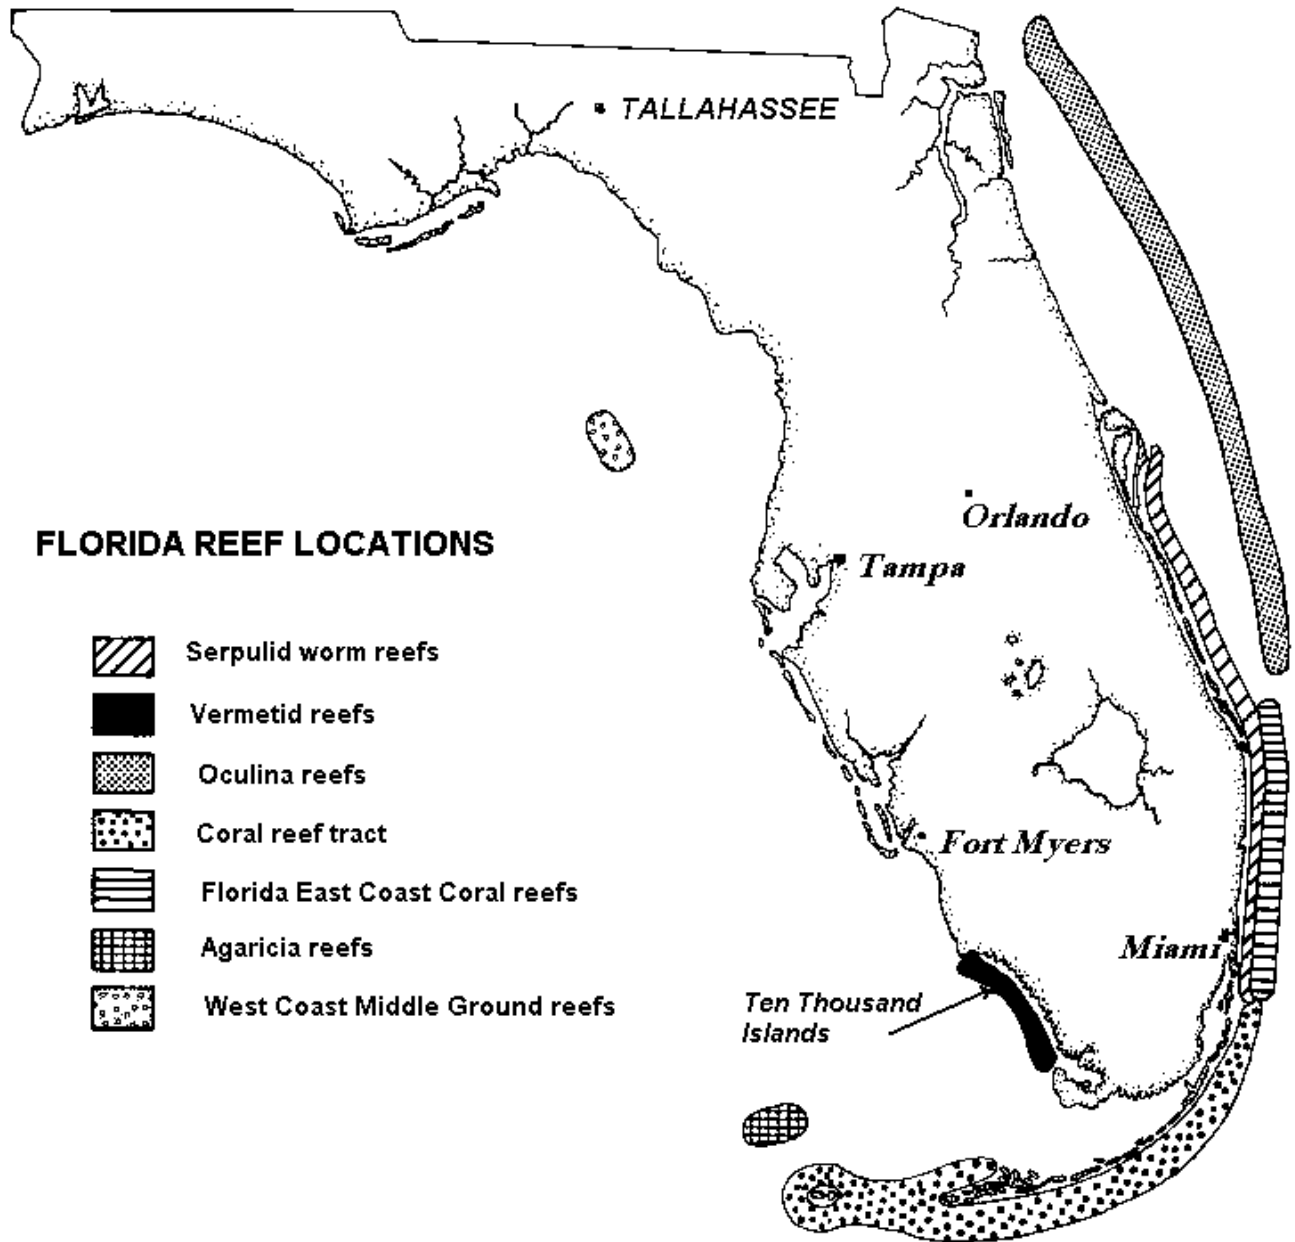 TALLAHASSEE
Orlando
FLORIDA REEF LOCATIONS
Tampa
Serpulid worm reefs
Vermetid reefs
Oculina reefs
Coral reef tract
Fort Myers
Florida East Coast Coral reefs
Agaricia reefs
Miami
West Coast Middle Ground reefs
Ten Thousand
Islands